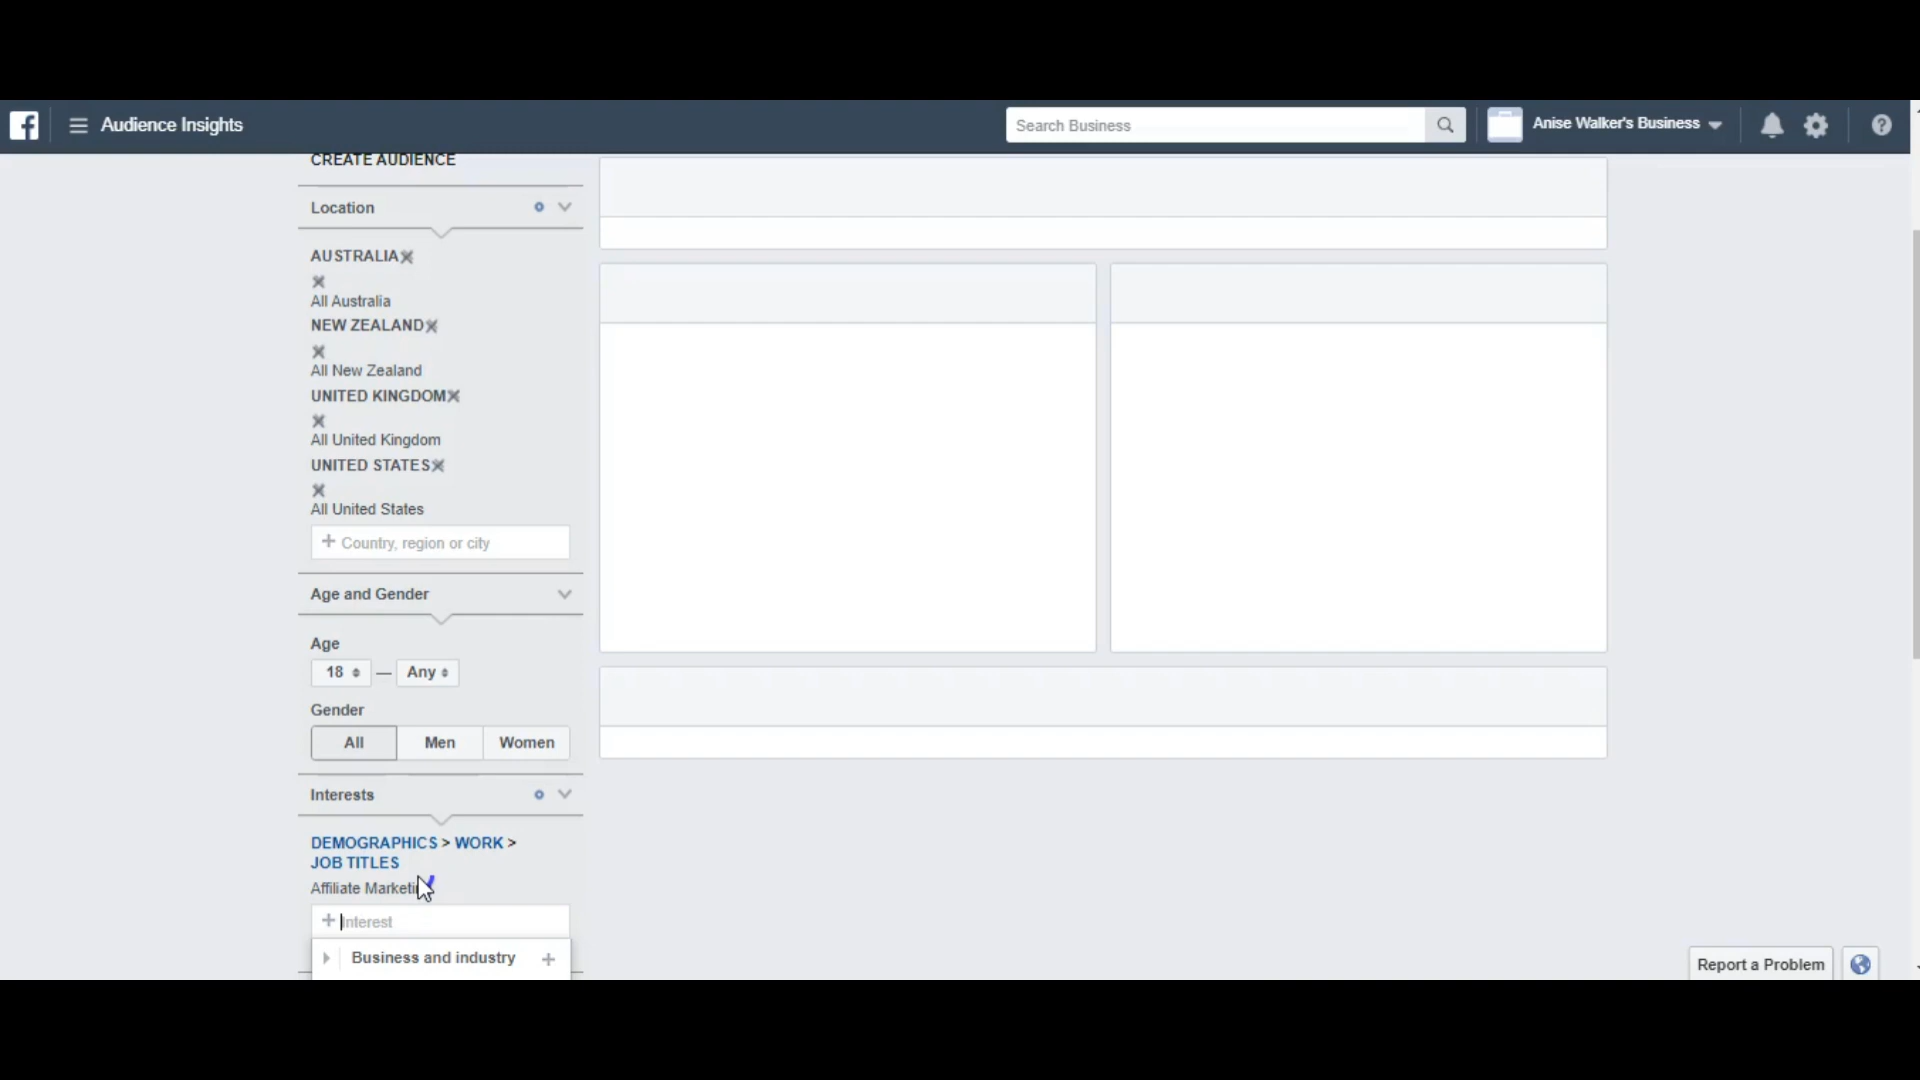 Audience Insights
Search Business
Anise Walker's Business
CREATE AUDIENCE
Location
AUSTRALIA
All Australia
NEW ZEALAND
All New Zealand
UNITED KINGDOM
All United Kingdom
UNITED STATES
All United States
+ Country, region or city
Age and Gender
Age
18 — Any
Gender
All Men Women
Interests
DEMOGRAPHICS > WORK >
JOB TITLES
Affiliate
+ Interest
Business and industry +
Report a Problem